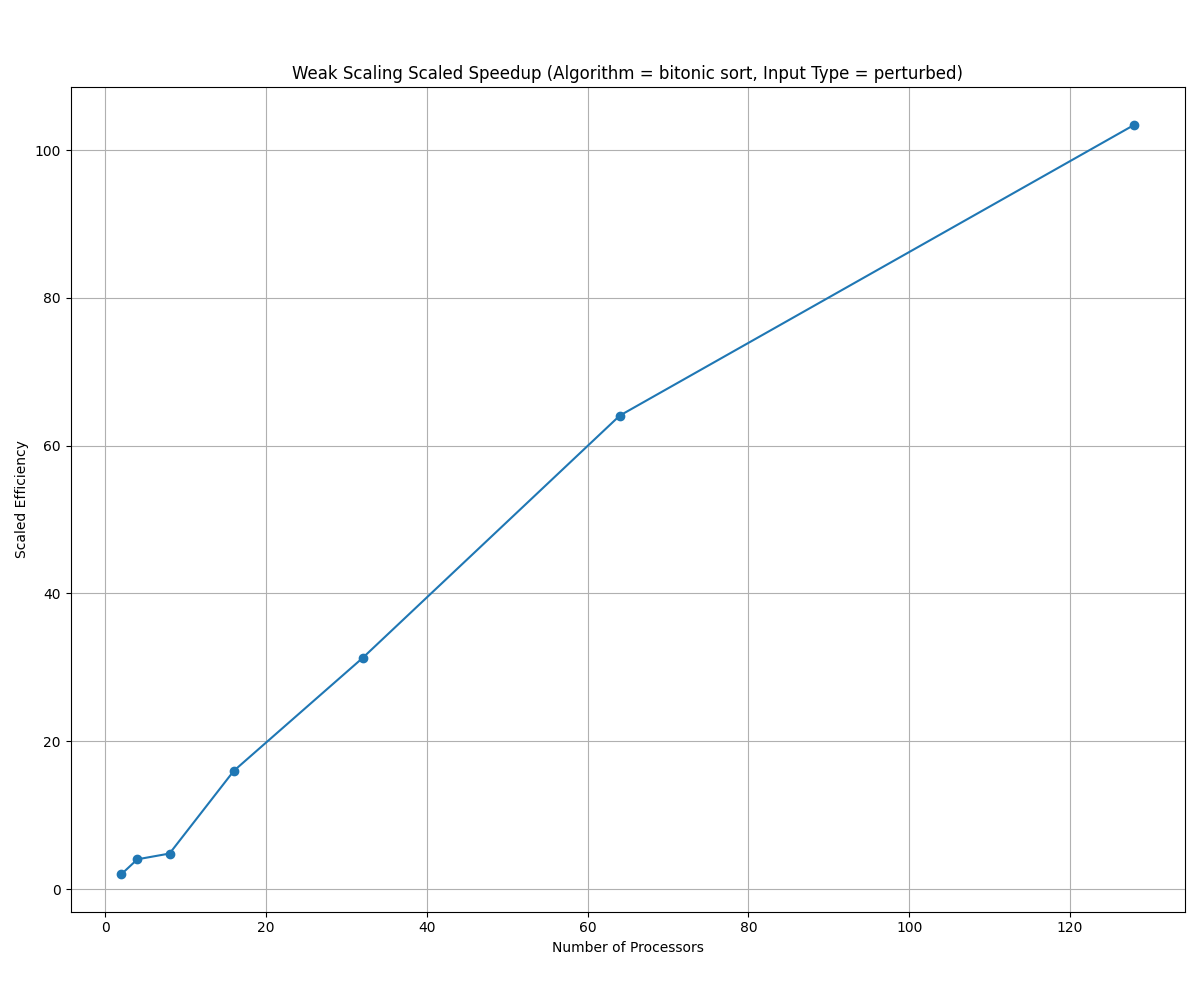 Weak Scaling Scaled Speedup (Algorithm = bitonic sort, Input Type = perturbed)
100
80
60
40
20
0
Scaled Efficiency
0 20 40 60 80 100 120
Number of Processors